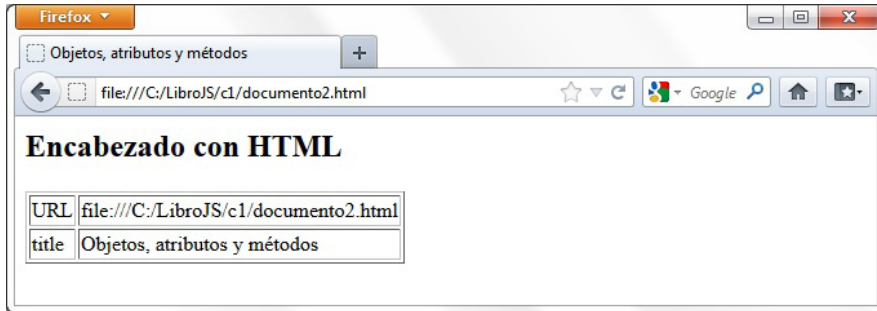 Firefox
Objetos, atributos y métodos
file:///C:/LibroJS/c1/documento2.html Google
Encabezado con HTML
URL file:///C:/LibroJS/c1/documento2.html
title Objetos, atributos y métodos